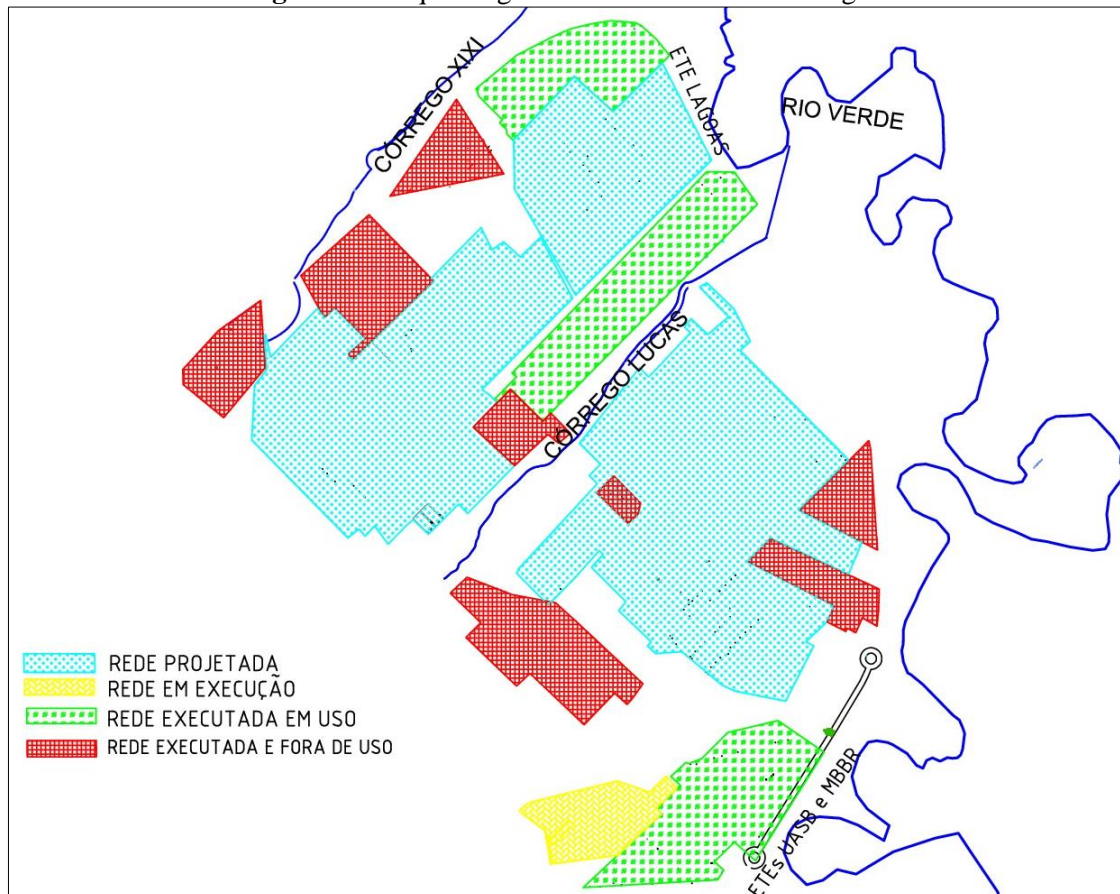 CÓRREGO XIXI
ETE LAGOAS
RIO VERDE
CÓRREGO LUCAS
REDE PROJETADA
REDE EM EXECUÇÃO
REDE EXECUTADA EM USO
REDE EXECUTADA E FORA DE USO
ETEs UASB e MBBR